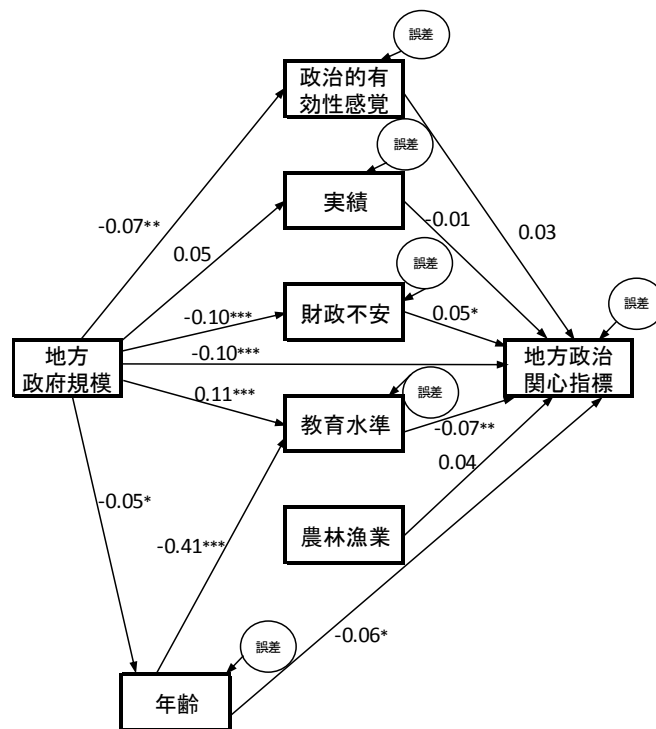 誤差
政治的有
効性感覚
誤差
実績
-0.07**
0.05
-0.01
0.03
誤差
財政不安
-0.10***
0.05*
誤差
地方
政府規模
-0.10***
地方政治
関心指標
0.11***
誤差
教育水準
-0.07**
0.04
農林漁業
-0.05*
-0.41***
-0.06*
誤差
年齢